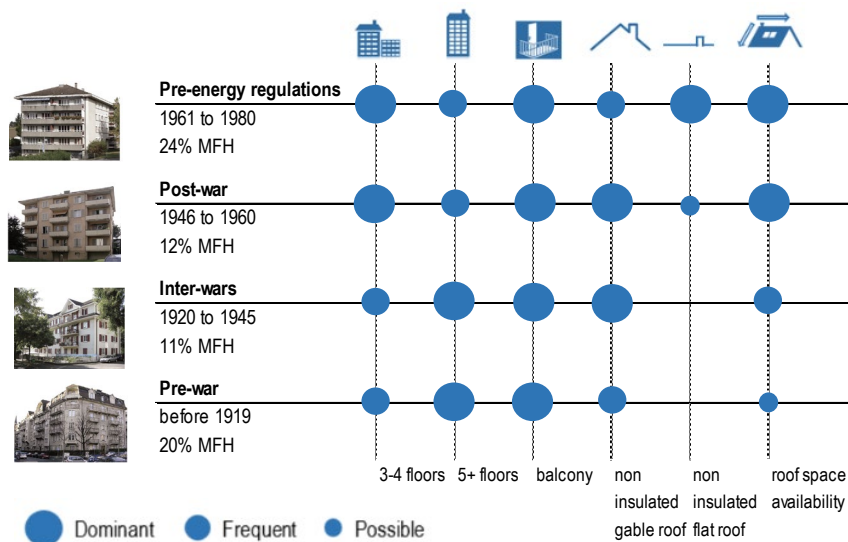 Pre-energy regulations
1961 to 1980
24% MFH
Post-war
1946 to 1960
12% MFH
Inter-wars
1920 to 1945
11% MFH
Pre-war
before 1919
20% MFH
3-4 floors
5+ floors
balcony
non
insulated
gable roof
non
insulated
flat roof
roof space
availability
Dominant
Frequent
Possible